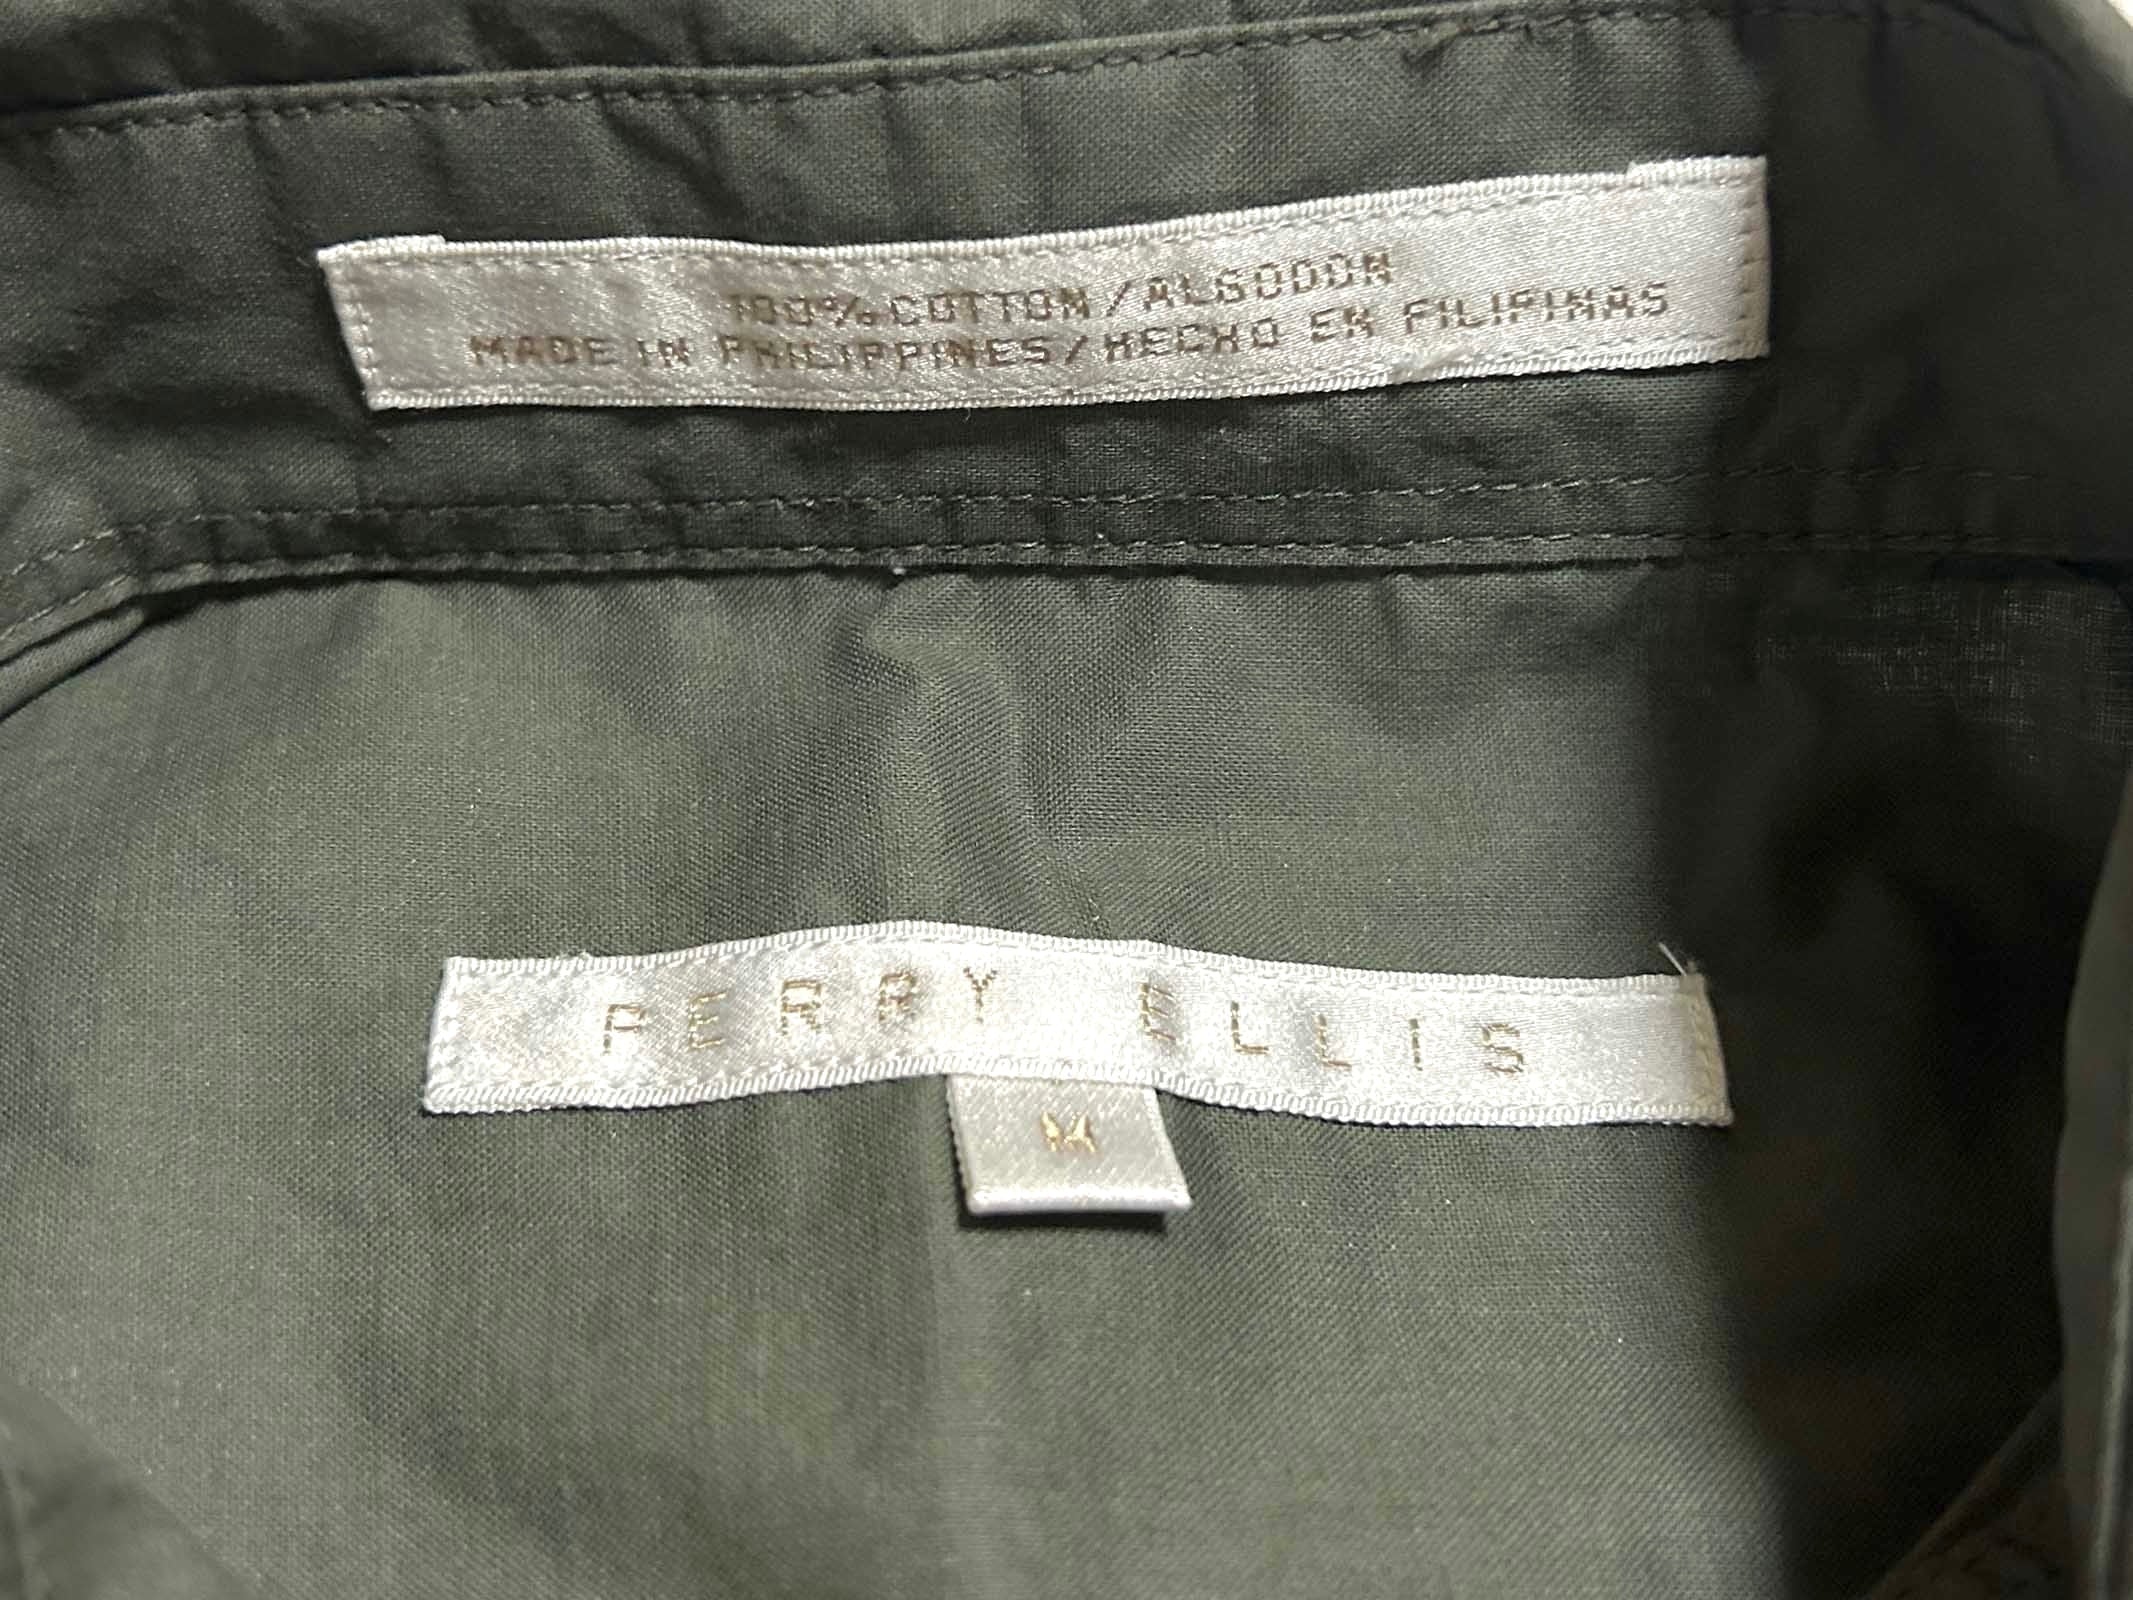 100% COTTON / ALGODON
MADE IN PHILIPPINES / HECHO EN FILIPINAS
PERRY ELLIS
M